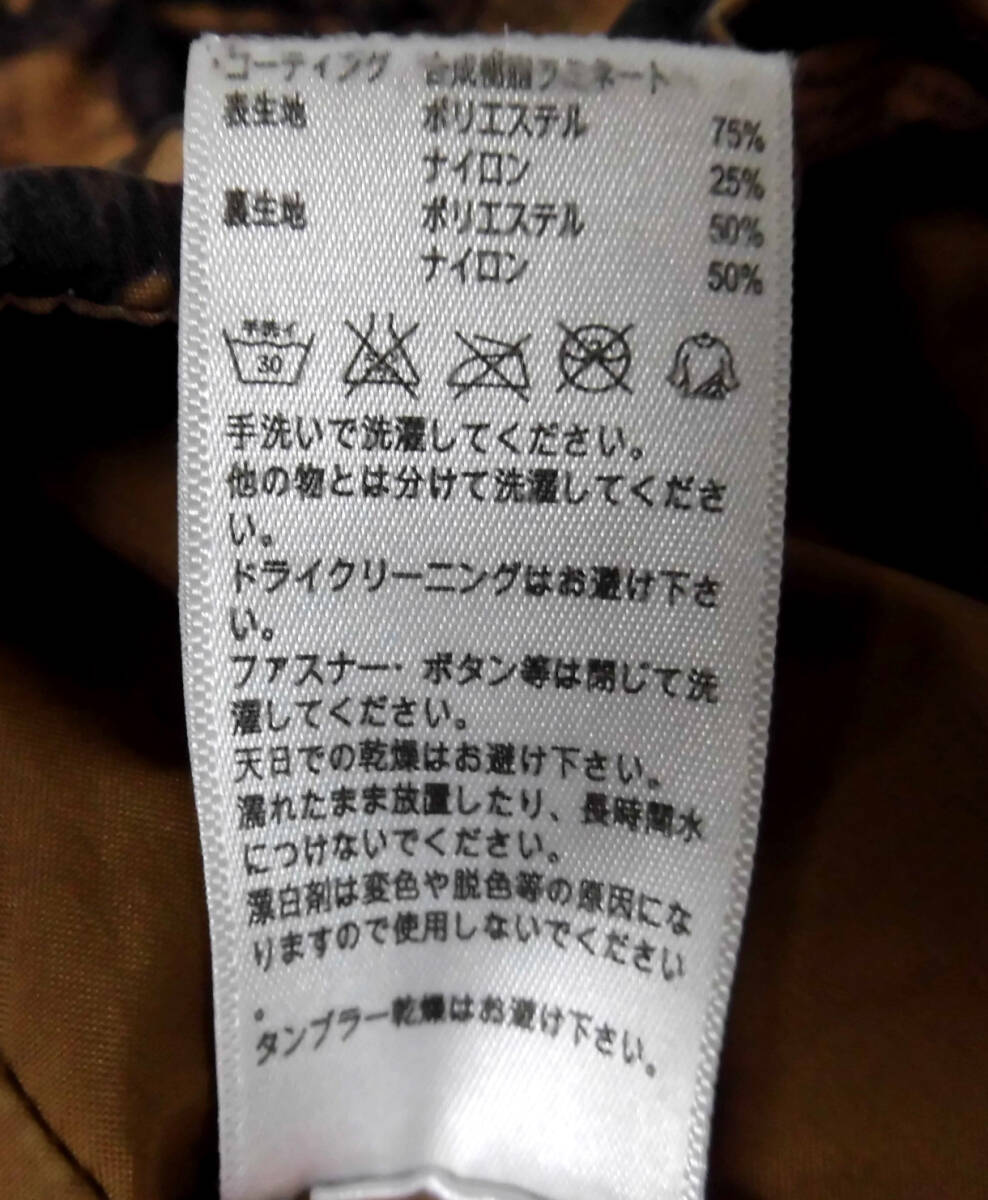 コーティング 合成樹脂ラミネート
表生地 ポリエステル 75%
ナイロン 25%
裏生地 ポリエステル 50%
ナイロン 50%
手洗イ
30
手洗いで洗濯してください。
他の物とは分けて洗濯してくださ
い。
ドライクリーニングはお避け下さ
い。
ファスナー・ボタン等は閉じて洗
濯してください。
天日での乾燥はお避け下さい。
濡れたまま放置したり、長時間水
につけないでください。
漂白剤は変色や脱色等の原因にな
りますので使用しないでください
。
タンブラー乾燥はお避け下さい。